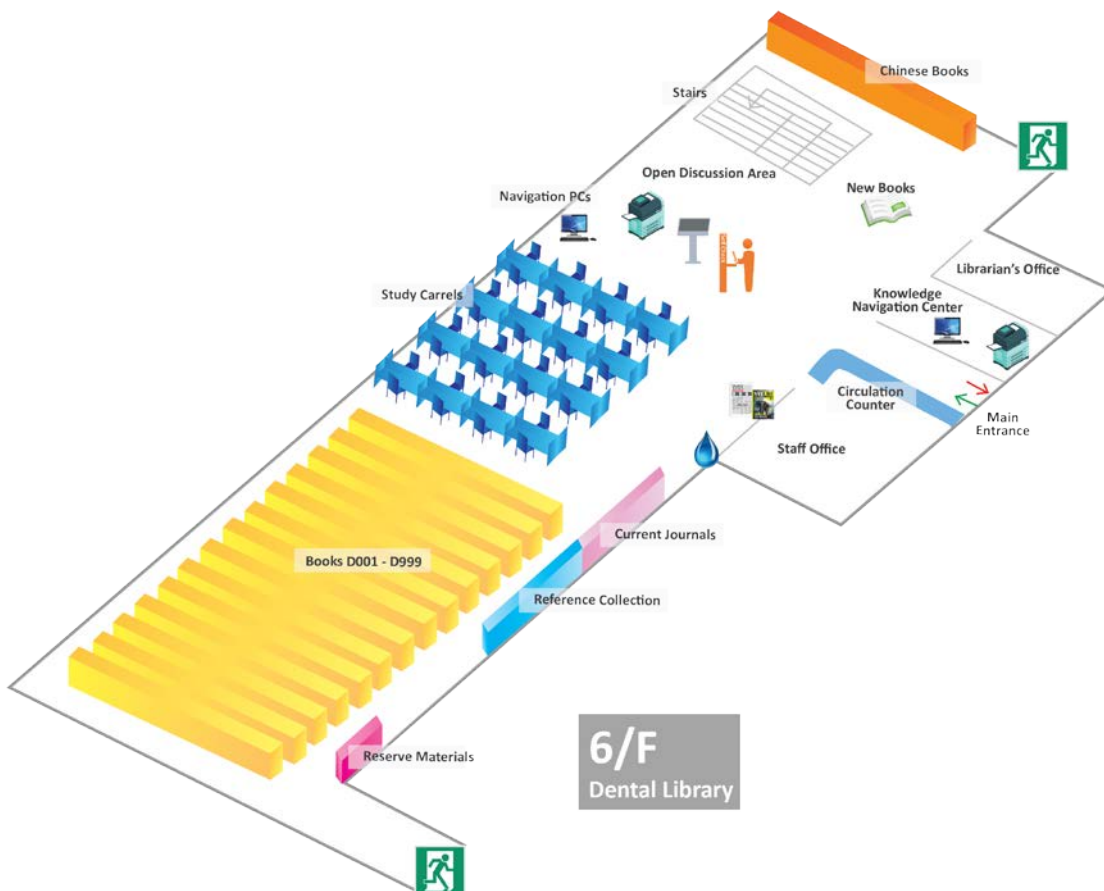 Chinese Books
Stairs
Open Discussion Area
New Books
Navigation PCs
Librarian's Office
Study Carrels
Knowledge
Navigation Center
Circulation
Counter
Main
Entrance
Staff Office
Current Journals
Books D001 - D999
Reference Collection
Reserve Materials
6/F
Dental Library